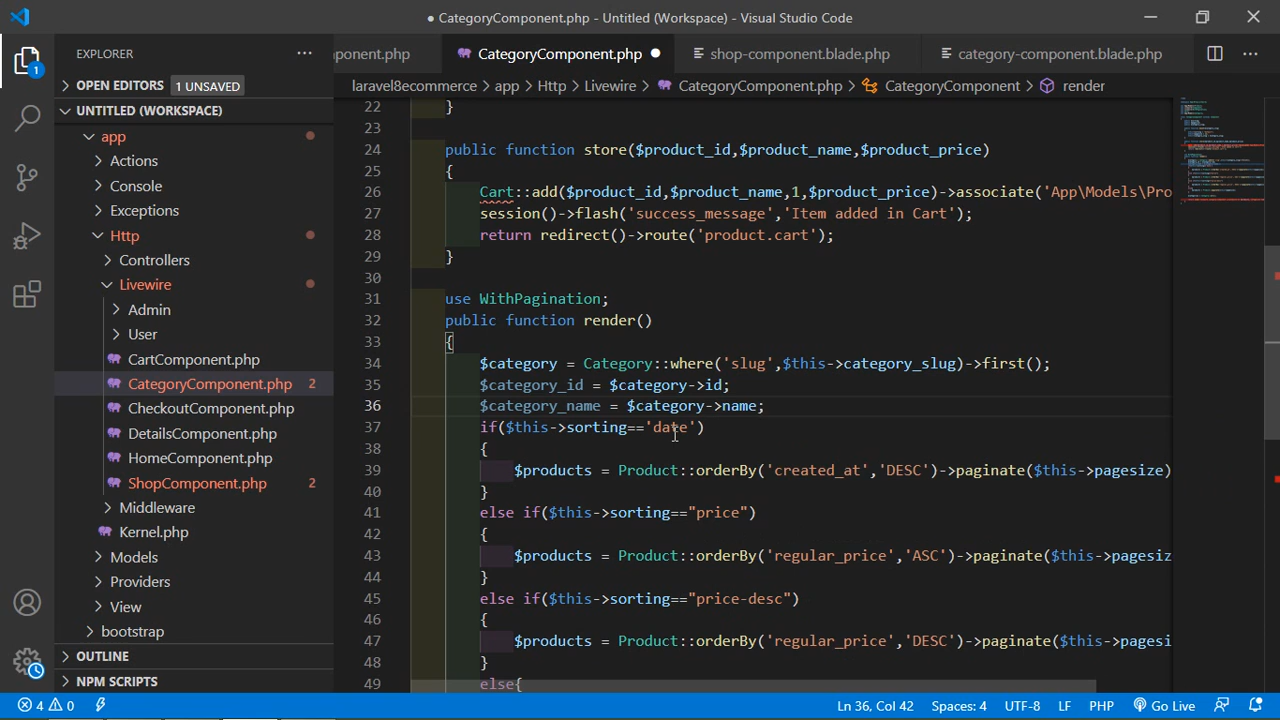 ● CategoryComponent.php - Untitled (Workspace) - Visual Studio Code
EXPLORER
ponent.php
CategoryComponent.php
shop-component.blade.php
category-component.blade.php
OPEN EDITORS 1 UNSAVED
laravel8ecommerce > app > Http > Livewire > CategoryComponent.php > CategoryComponent > render
UNTITLED (WORKSPACE)
app
Actions
Console
Exceptions
Http
Controllers
Livewire
Admin
User
CartComponent.php
CategoryComponent.php 2
CheckoutComponent.php
DetailsComponent.php
HomeComponent.php
ShopComponent.php 2
Middleware
Kernel.php
Models
Providers
View
bootstrap
OUTLINE
NPM SCRIPTS
1
22 }
23
24 public function store($product_id,$product_name,$product_price)
25 {
26 Cart::add($product_id,$product_name,1,$product_price)->associate('App\Models\Pro
27 session()->flash('success_message','Item added in Cart');
28 return redirect()->route('product.cart');
29 }
30
31 use WithPagination;
32 public function render()
33 {
34 $category = Category::where('slug',$this->category_slug)->first();
35 $category_id = $category->id;
36 $category_name = $category->name;
37 if($this->sorting=='date')
38 {
39 $products = Product::orderBy('created_at','DESC')->paginate($this->pagesize)
40 }
41 else if($this->sorting=="price")
42 {
43 $products = Product::orderBy('regular_price','ASC')->paginate($this->pagesiz
44 }
45 else if($this->sorting=="price-desc")
46 {
47 $products = Product::orderBy('regular_price','DESC')->paginate($this->pagesi
48 }
49 else{
4 0
Ln 36, Col 42
Spaces: 4
UTF-8
LF
PHP
Go Live